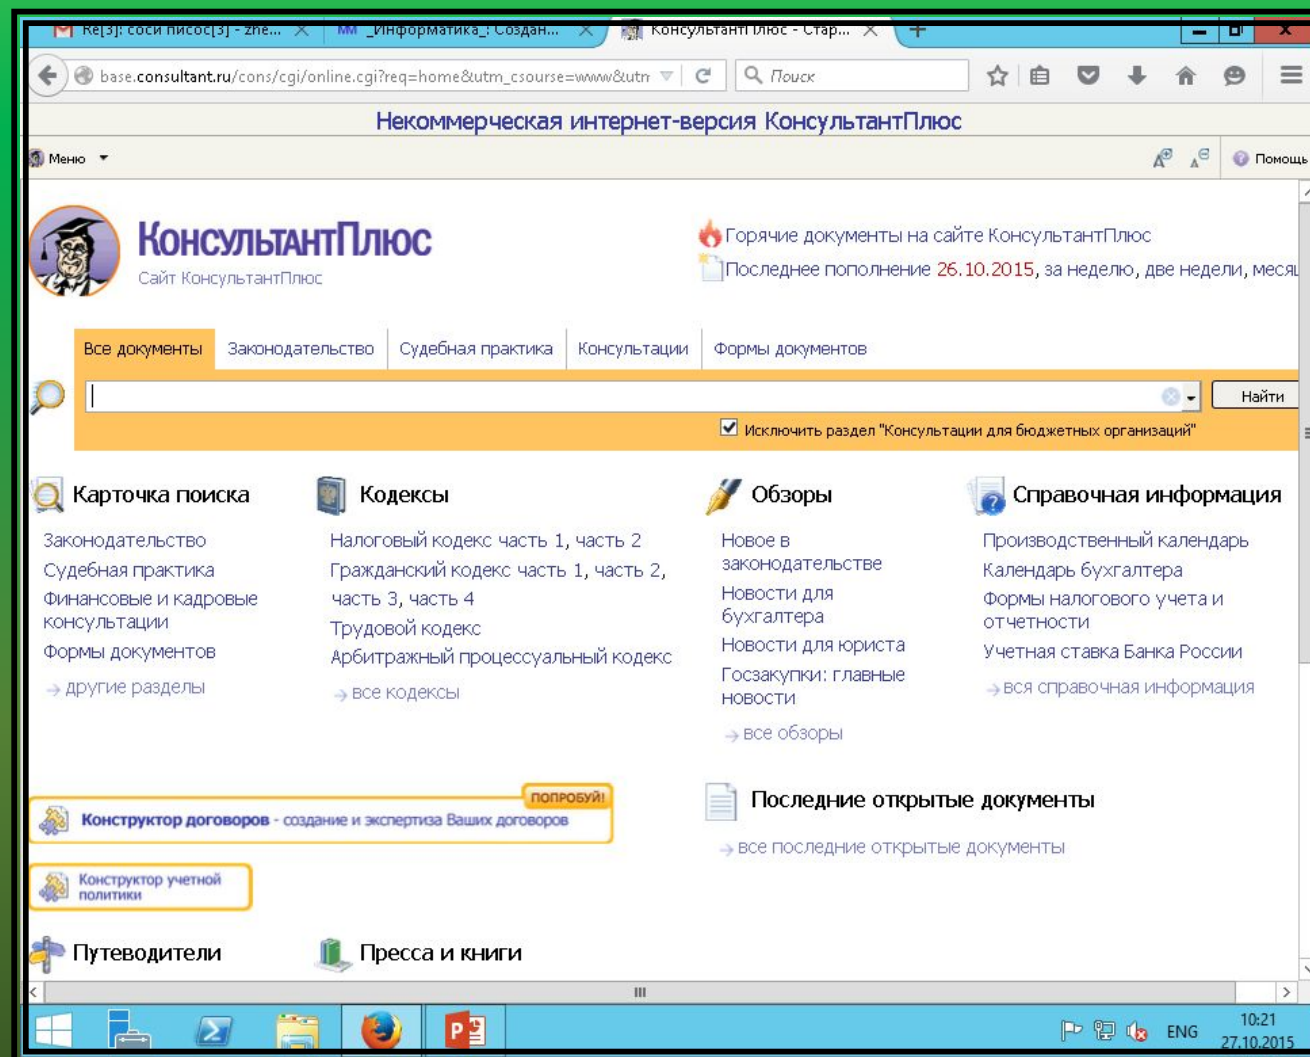 Re[3]: соси писос[3] - zhe...
_Информатика_: Создан...
КонсультантПлюс - Стар...
base.consultant.ru/cons/cgi/online.cgi?req=home&utm_csourse=www&utm
Поиск
Некоммерческая интернет-версия КонсультантПлюс
Меню
Помощь
КонсультантПлюс
Сайт КонсультантПлюс
Горячие документы на сайте КонсультантПлюс
Последнее пополнение 26.10.2015, за неделю, две недели, месяц
Все документы Законодательство Судебная практика Консультации Формы документов
Найти
Исключить раздел "Консультации для бюджетных организаций"
Карточка поиска
Законодательство
Судебная практика
Финансовые и кадровые
консультации
Формы документов
→ другие разделы
Кодексы
Налоговый кодекс часть 1, часть 2
Гражданский кодекс часть 1, часть 2,
часть 3, часть 4
Трудовой кодекс
Арбитражный процессуальный кодекс
→ все кодексы
Обзоры
Новое в
законодательстве
Новости для
бухгалтера
Новости для юриста
Госзакупки: главные
новости
→ все обзоры
Справочная информация
Производственный календарь
Календарь бухгалтера
Формы налогового учета и
отчетности
Учетная ставка Банка России
→ вся справочная информация
ПОПРОБУЙ!
Конструктор договоров - создание и экспертиза Ваших договоров
Конструктор учетной
политики
Последние открытые документы
→ все последние открытые документы
Путеводители
Пресса и книги
ENG
10:21
27.10.2015